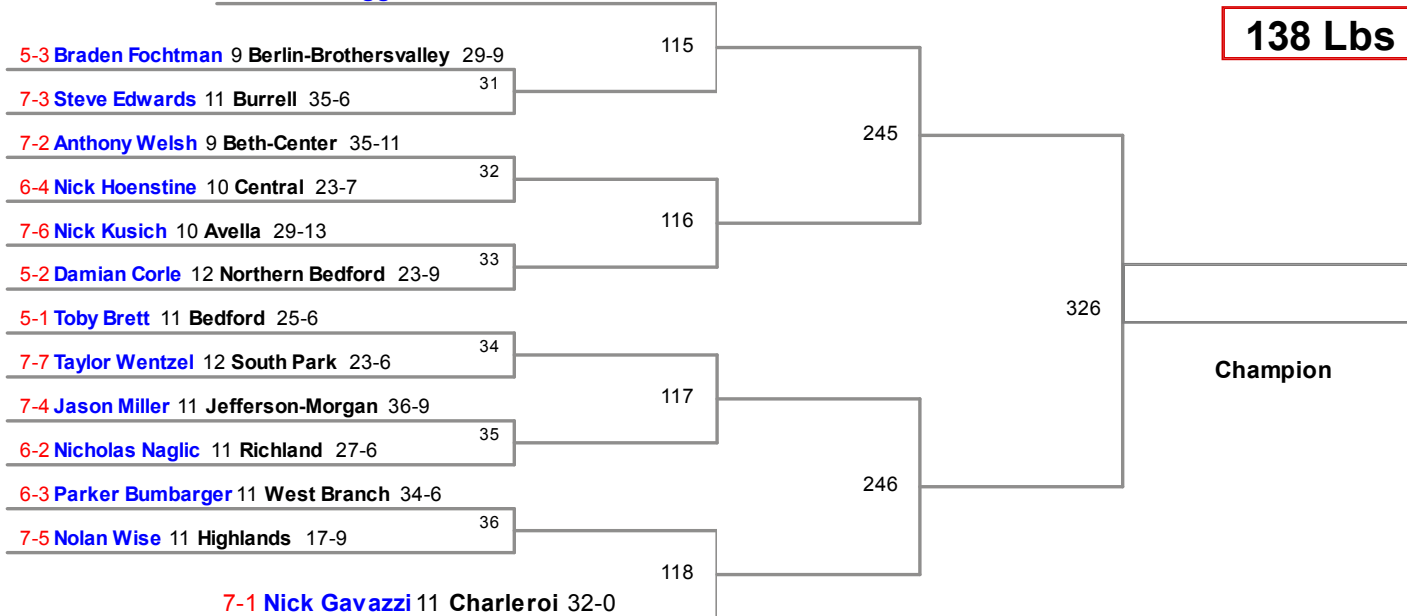 138 Lbs
115
5-3 Braden Fochtman 9 Berlin-Brothersvalley 29-9
31
7-3 Steve Edwards 11 Burrell 35-6
245
7-2 Anthony Welsh 9 Beth-Center 35-11
32
6-4 Nick Hoenstine 10 Central 23-7
116
7-6 Nick Kusich 10 Avella 29-13
33
5-2 Damian Corle 12 Northern Bedford 23-9
326
5-1 Toby Brett 11 Bedford 25-6
34
7-7 Taylor Wentzel 12 South Park 23-6
Champion
117
7-4 Jason Miller 11 Jefferson-Morgan 36-9
35
6-2 Nicholas Naglic 11 Richland 27-6
246
6-3 Parker Bumbarger 11 West Branch 34-6
36
7-5 Nolan Wise 11 Highlands 17-9
118
7-1 Nick Gavazzi 11 Charleroi 32-0